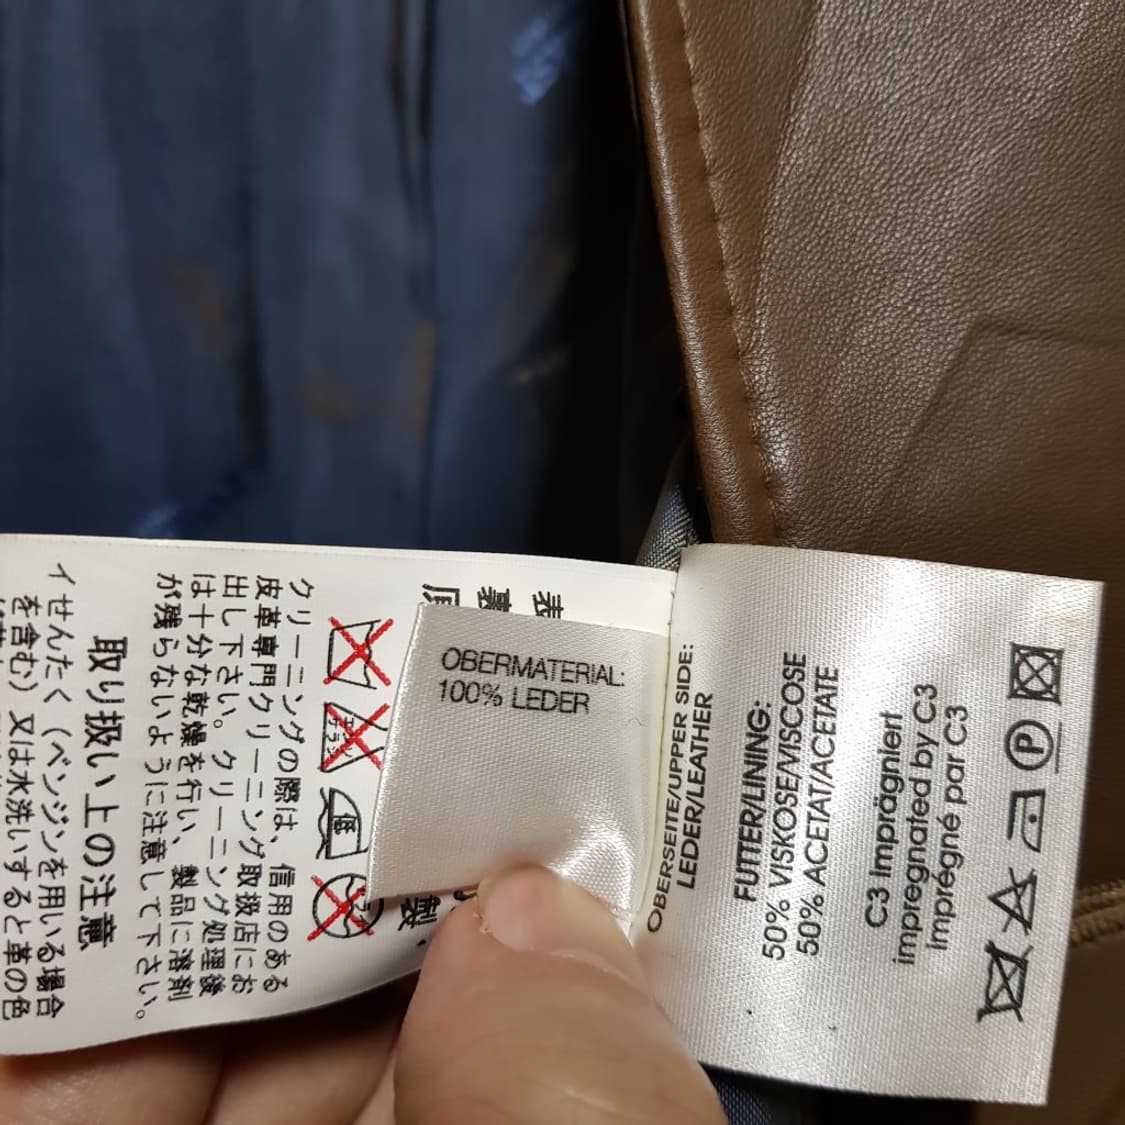 OBERMATERIAL:
100% LEDER
OBERSEITE/UPPER SIDE:
LEDER/LEATHER
FUTTER/LINING:
50% VISKOSE/VISCOSE
50% ACETAT/ACETATE
C3 Imprägniert
impregnated by C3
imprégné par C3
P
クリーニングの際は、信用のある
皮革専門クリーニング取扱店にお
出し下さい。クリーニング処理後
は十分な乾燥を行い、製品に溶剤
が残らないように注意して下さい。
取り扱い上の注意
イせんたく（ベンジンを用いる場合
を含む）又は水洗いすると革の色